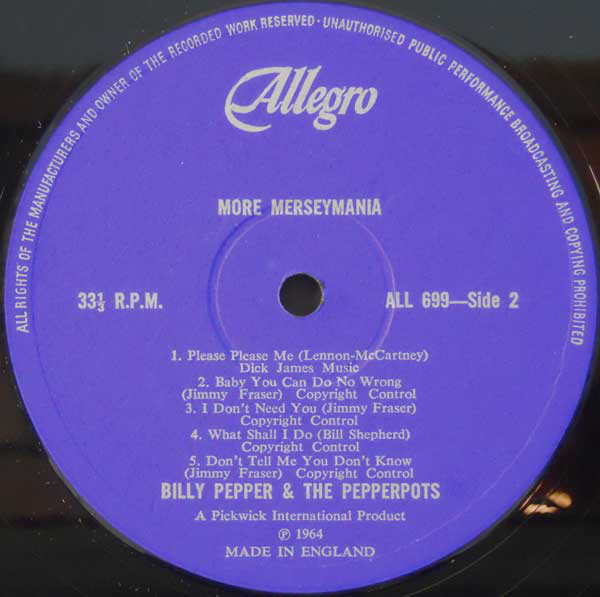 ALL RIGHTS OF THE MANUFACTURERS AND OWNER OF THE RECORDED WORK RESERVED · UNAUTHORISED PUBLIC PERFORMANCE BROADCASTING AND COPYING PROHIBITED
Allegro
MORE MERSEYMANIA
33⅓ R.P.M.
ALL 699—Side 2
1. Please Please Me (Lennon-McCartney)
Dick James Music
2. Baby You Can Do No Wrong
(Jimmy Fraser) Copyright Control
3. I Don't Need You (Jimmy Fraser)
Copyright Control
4. What Shall I Do (Bill Shepherd)
Copyright Control
5. Don't Tell Me You Don't Know
(Jimmy Fraser) Copyright Control
BILLY PEPPER & THE PEPPERPOTS
A Pickwick International Product
℗ 1964
MADE IN ENGLAND